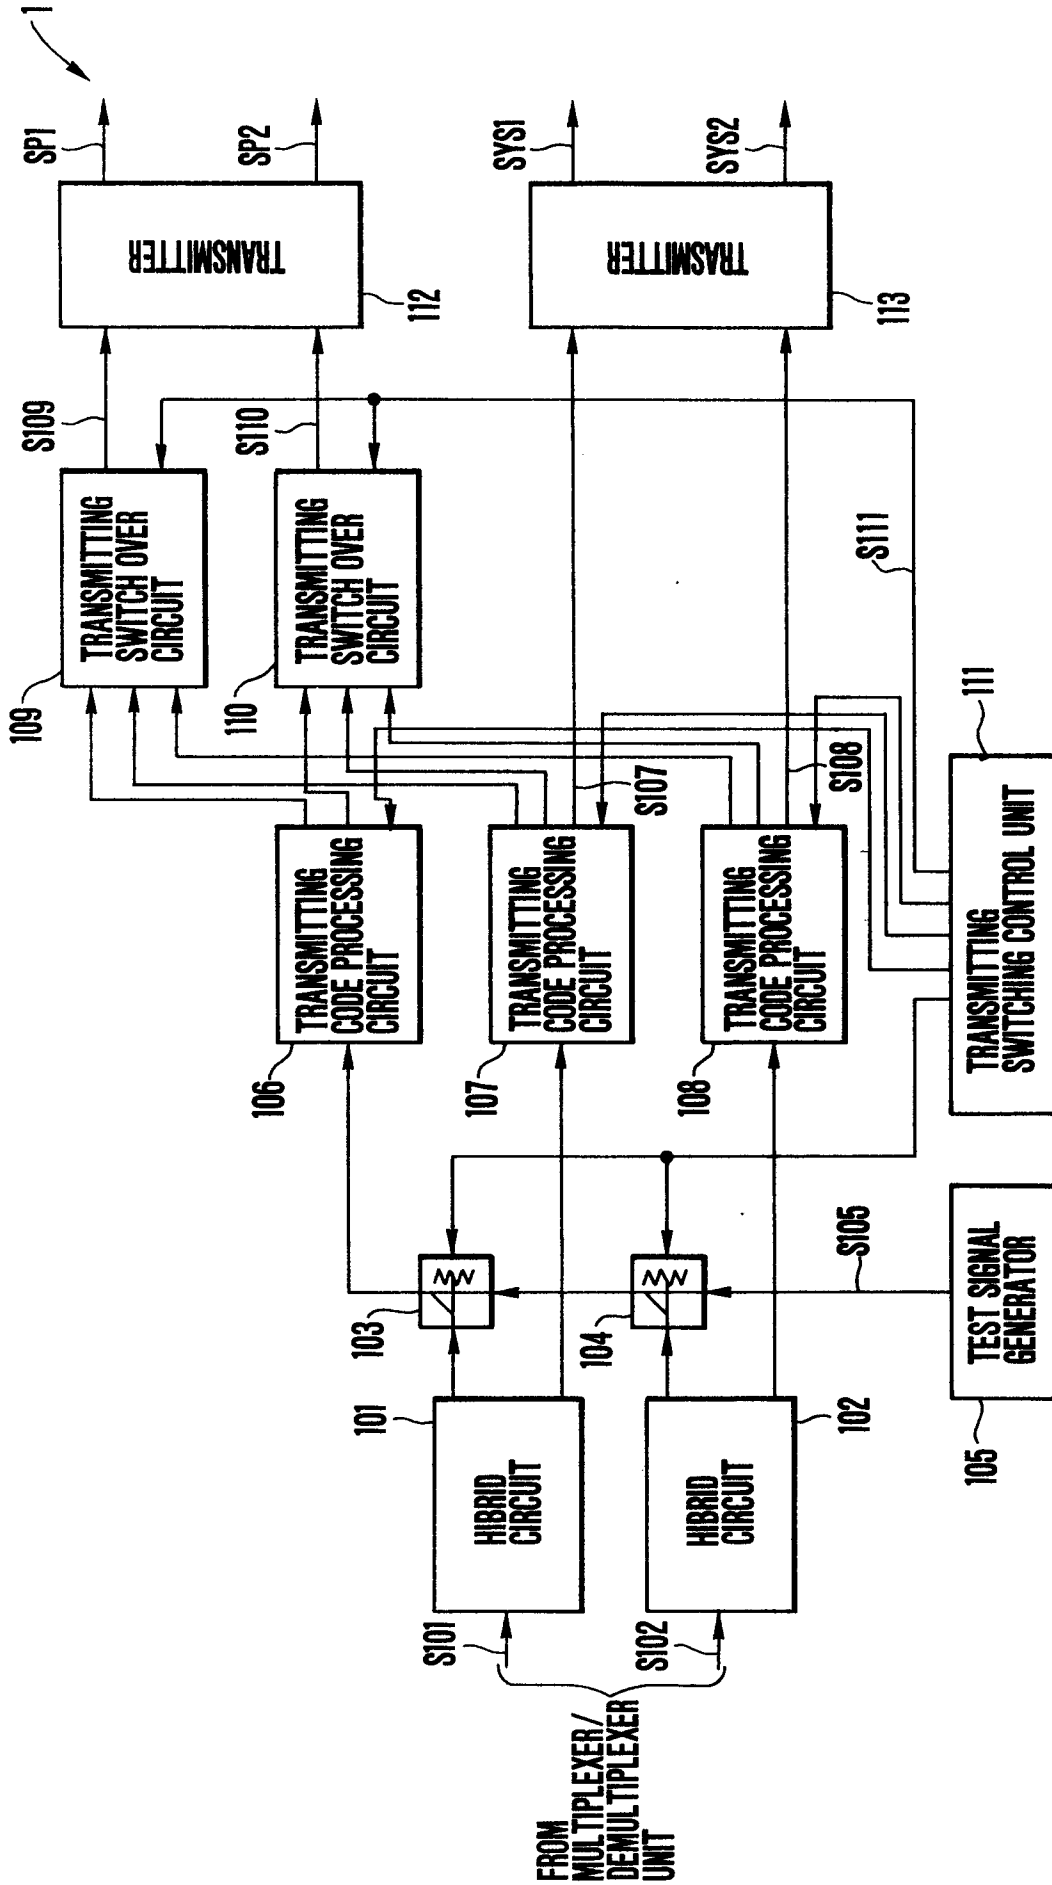 1
FROM
MULTIPLEXER/
DEMULTIPLEXER
UNIT
S101
S102
HIBRID
CIRCUIT
101
HIBRID
CIRCUIT
102
103
104
TEST SIGNAL
GENERATOR
105
S105
TRANSMITTING
CODE PROCESSING
CIRCUIT
106
TRANSMITTING
CODE PROCESSING
CIRCUIT
107
TRANSMITTING
CODE PROCESSING
CIRCUIT
108
S107
S108
TRANSMITTING
SWITCHING CONTROL UNIT
111
S111
TRANSMITTING
SWITCH OVER
CIRCUIT
109
TRANSMITTING
SWITCH OVER
CIRCUIT
110
S109
S110
TRANSMITTER
112
TRASMITTER
113
SP1
SP2
SYS1
SYS2